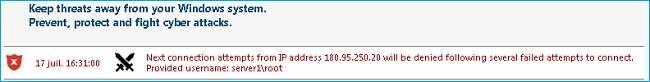 Keep threats away from your Windows system.
Prevent, protect and fight cyber attacks.
17 juil. 16:31:00
Next connection attempts from IP address 180.95.250.20 will be denied following several failed attempts to connect.
Provided username: server1\root